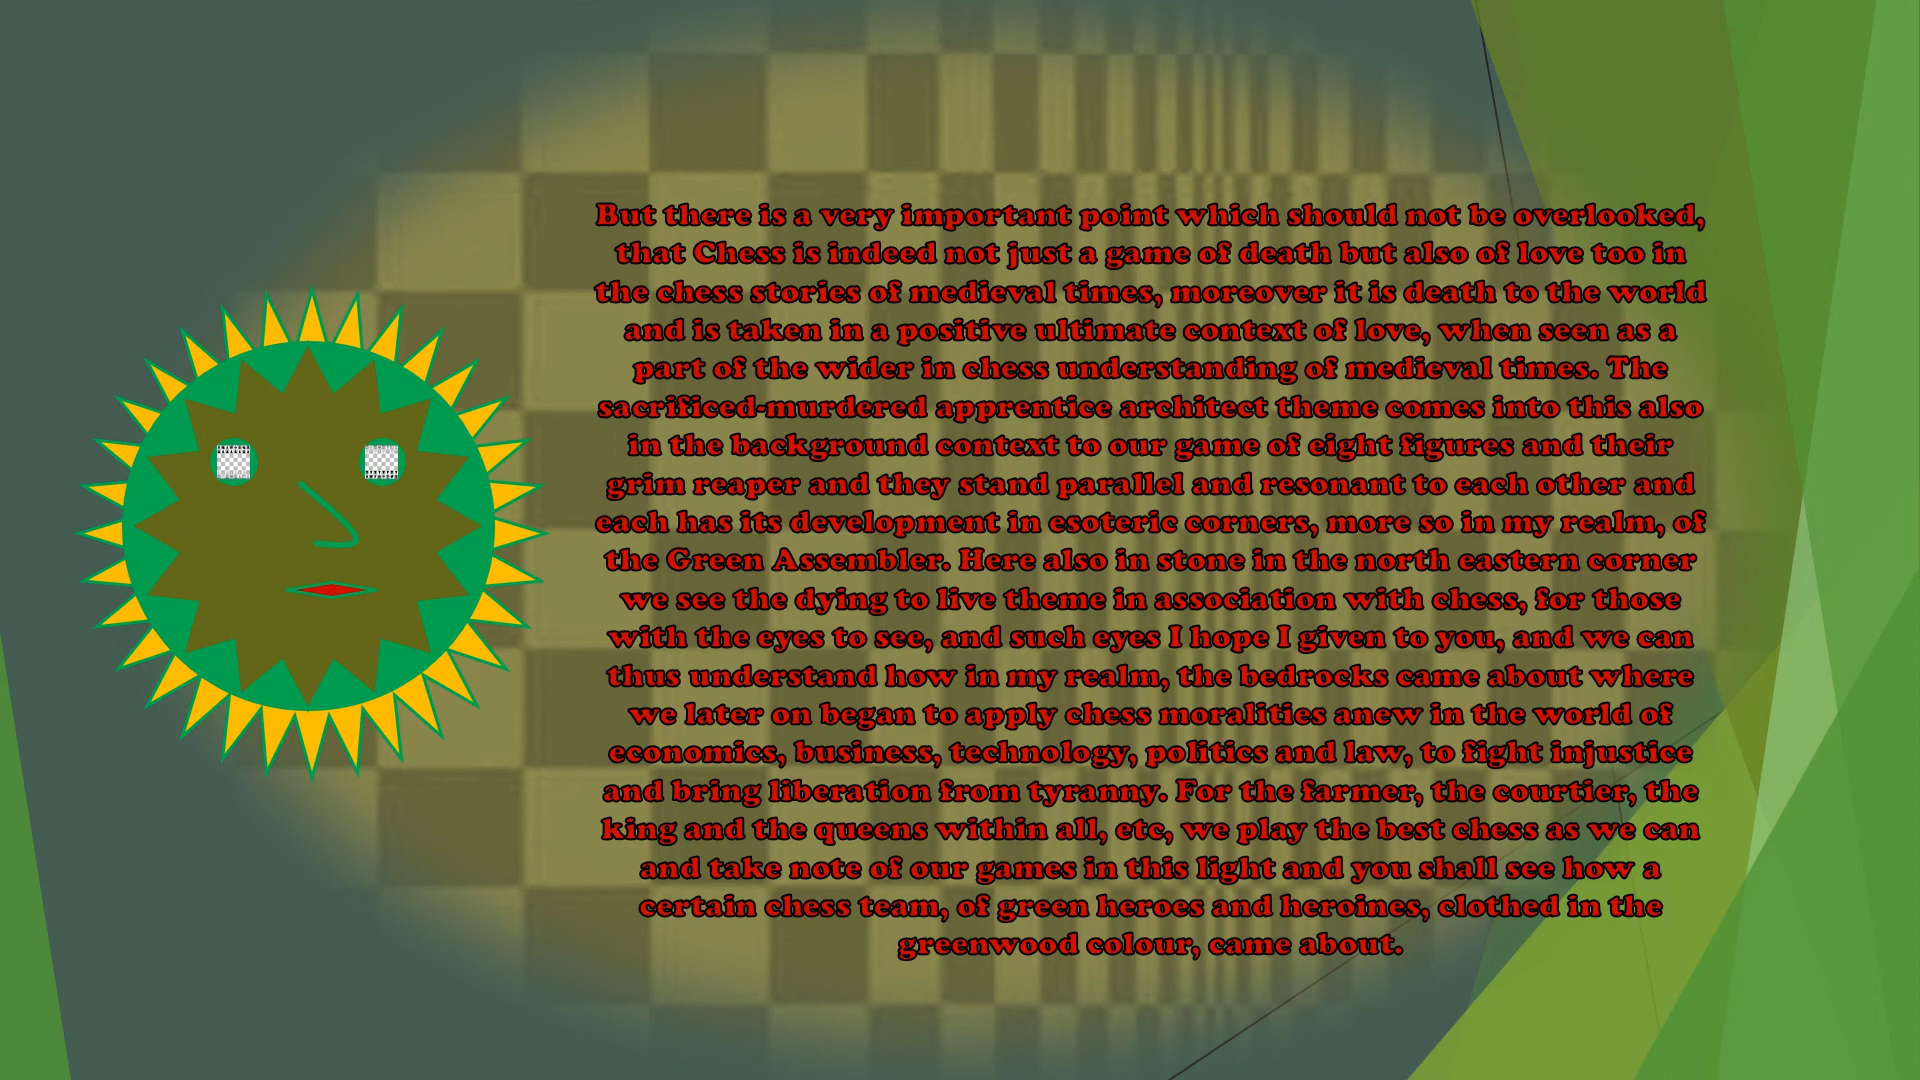 But there is a very important point which should not be overlooked,
that Chess is indeed not just a game of death but also of love too in
the chess stories of medieval times, moreover it is death to the world
and is taken in a positive ultimate context of love, when seen as a
part of the wider in chess understanding of medieval times. The
sacrificed-murdered apprentice architect theme comes into this also
in the background context to our game of eight figures and their
grim reaper and they stand parallel and resonant to each other and
each has its development in esoteric corners, more so in my realm, of
the Green Assembler. Here also in stone in the north eastern corner
we see the dying to live theme in association with chess, for those
with the eyes to see, and such eyes I hope I given to you, and we can
thus understand how in my realm, the bedrocks came about where
we later on began to apply chess moralities anew in the world of
economics, business, technology, politics and law, to fight injustice
and bring liberation from tyranny. For the farmer, the courtier, the
king and the queens within all, etc, we play the best chess as we can
and take note of our games in this light and you shall see how a
certain chess team, of green heroes and heroines, clothed in the
greenwood colour, came about.